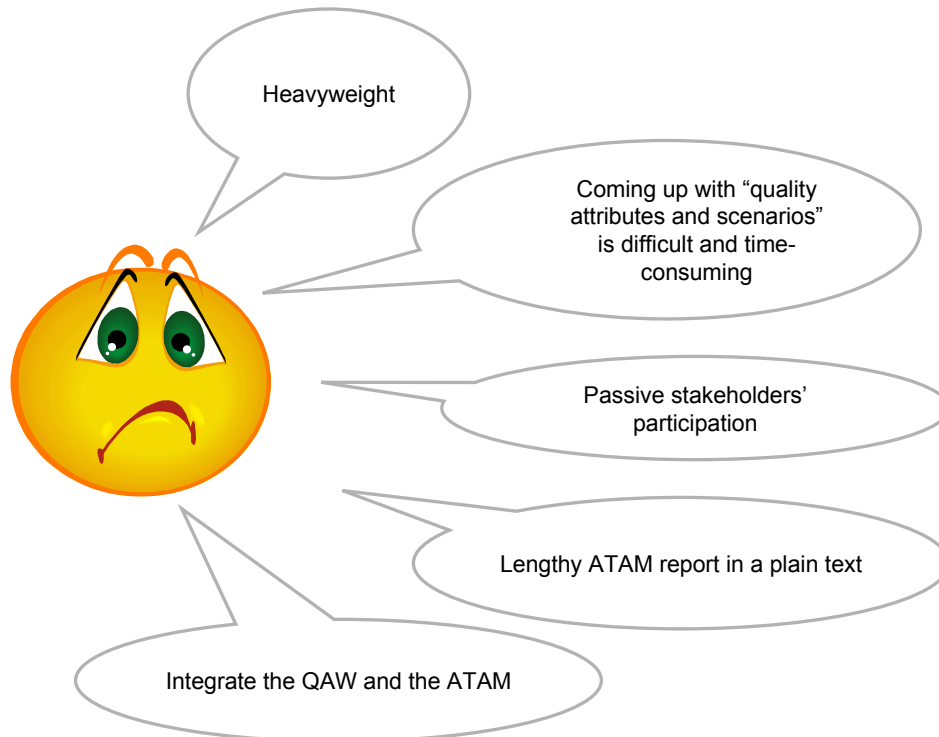 Heavyweight
Coming up with “quality
attributes and scenarios”
is difficult and time-
consuming
Passive stakeholders’
participation
Lengthy ATAM report in a plain text
Integrate the QAW and the ATAM